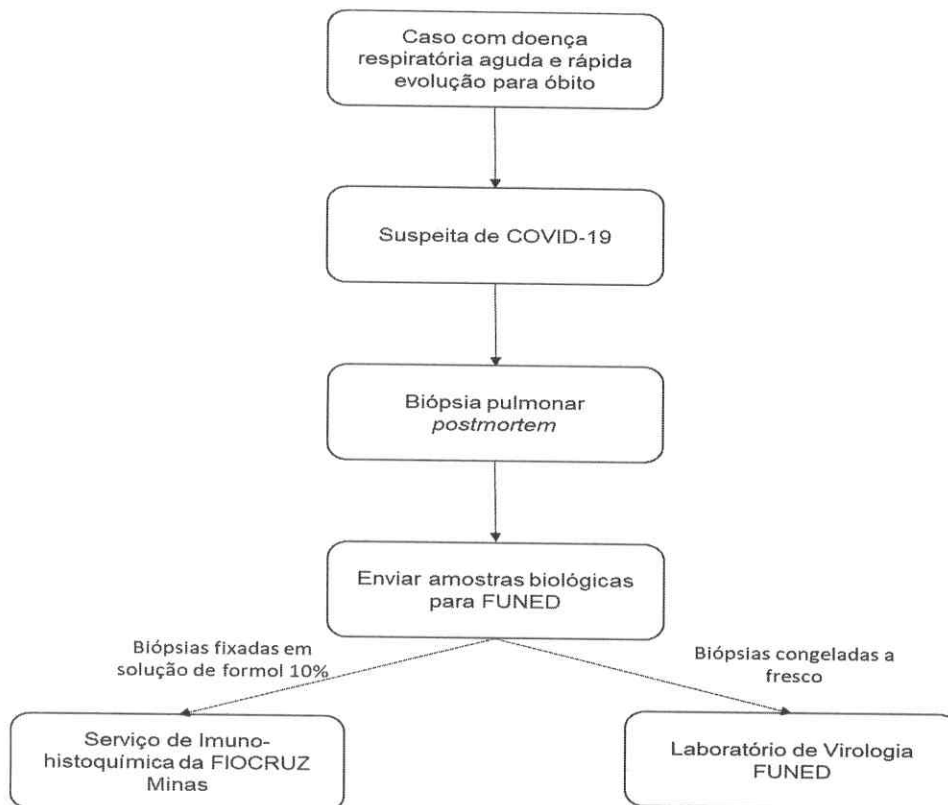 Caso com doença
respiratória aguda e rápida
evolução para óbito
Suspeita de COVID-19
Biópsia pulmonar
postmortem
Enviar amostras biológicas
para FUNED
Biópsias fixadas em
solução de formol 10%
Biópsias congeladas a
fresco
Serviço de Imuno-
histoquímica da FIOCRUZ
Minas
Laboratório de Virologia
FUNED